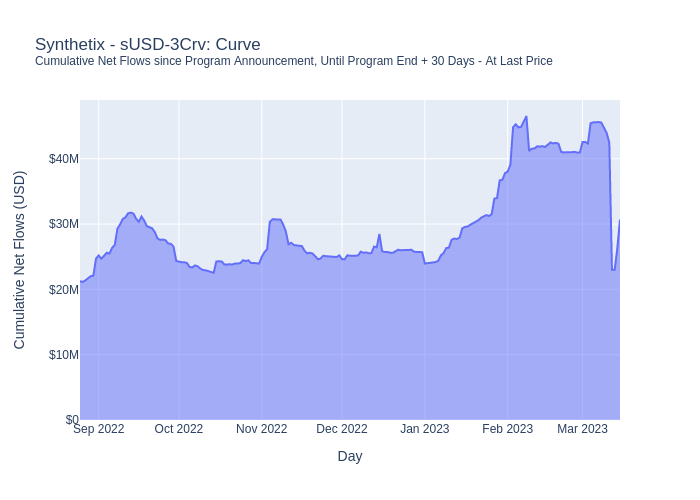 Synthetix - sUSD-3Crv: Curve
Cumulative Net Flows since Program Announcement, Until Program End + 30 Days - At Last Price
Cumulative Net Flows (USD)
$40M
$30M
$20M
$10M
$0
Sep 2022 Oct 2022 Nov 2022 Dec 2022 Jan 2023 Feb 2023 Mar 2023
Day